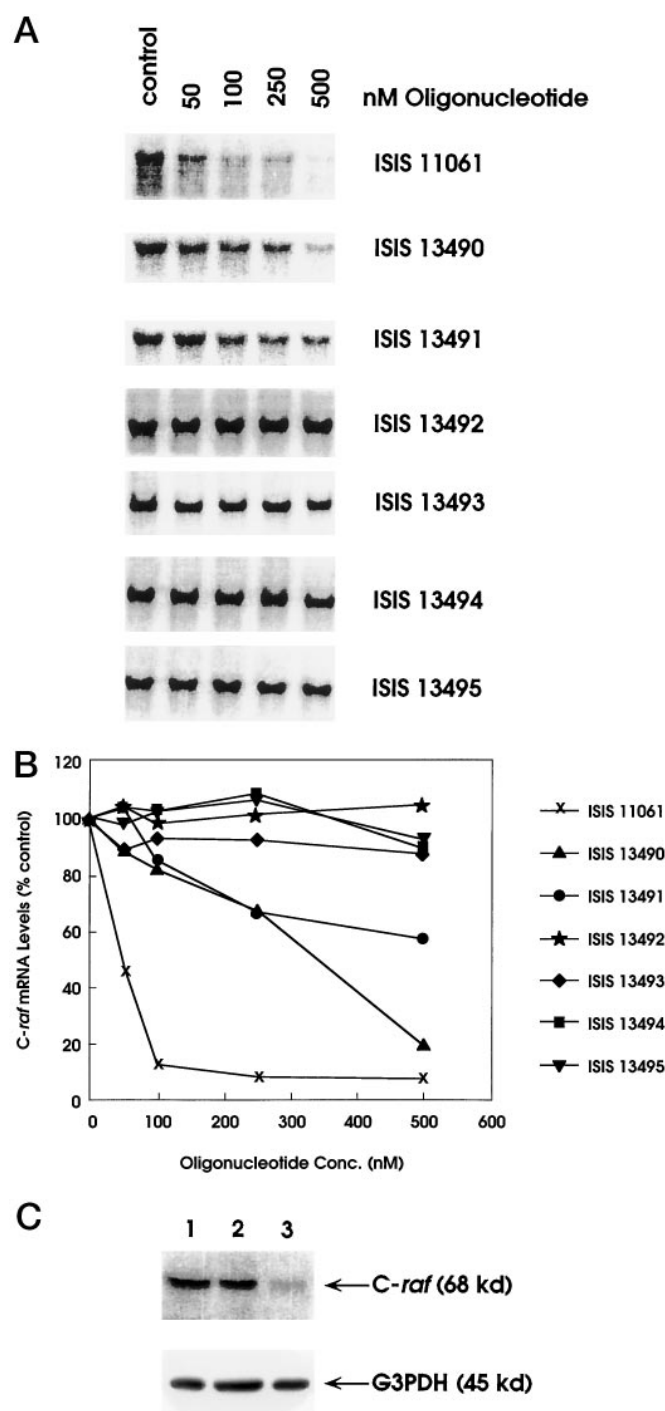 A
control 50 100 250 500 nM Oligonucleotide
ISIS 11061
ISIS 13490
ISIS 13491
ISIS 13492
ISIS 13493
ISIS 13494
ISIS 13495
B
120
100
80
60
40
20
0
C-raf mRNA Levels (% control)
0 100 200 300 400 500 600
Oligonucleotide Conc. (nM)
x ISIS 11061
ISIS 13490
ISIS 13491
ISIS 13492
ISIS 13493
ISIS 13494
ISIS 13495
C
1 2 3
C-raf (68 kd)
G3PDH (45 kd)